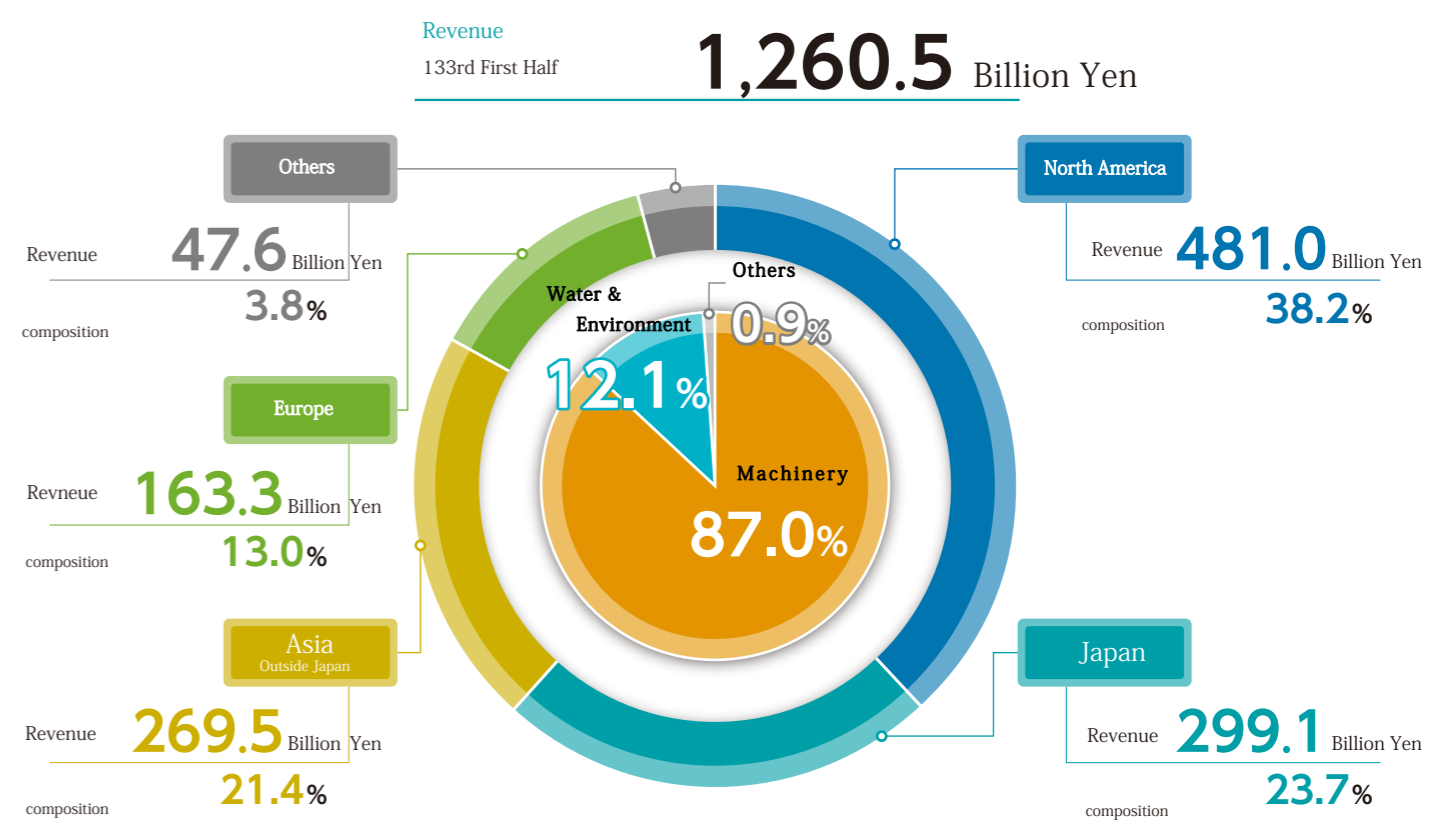 Revenue
133rd First Half
1,260.5 Billion Yen
Others
Revenue 47.6 Billion Yen
composition 3.8%
North America
Revenue 481.0 Billion Yen
composition 38.2%
Others
0.9%
Water &
Environment
12.1%
Machinery
87.0%
Europe
Revneue 163.3 Billion Yen
composition 13.0%
Asia
Outside Japan
Revenue 269.5 Billion Yen
composition 21.4%
Japan
Revenue 299.1 Billion Yen
composition 23.7%